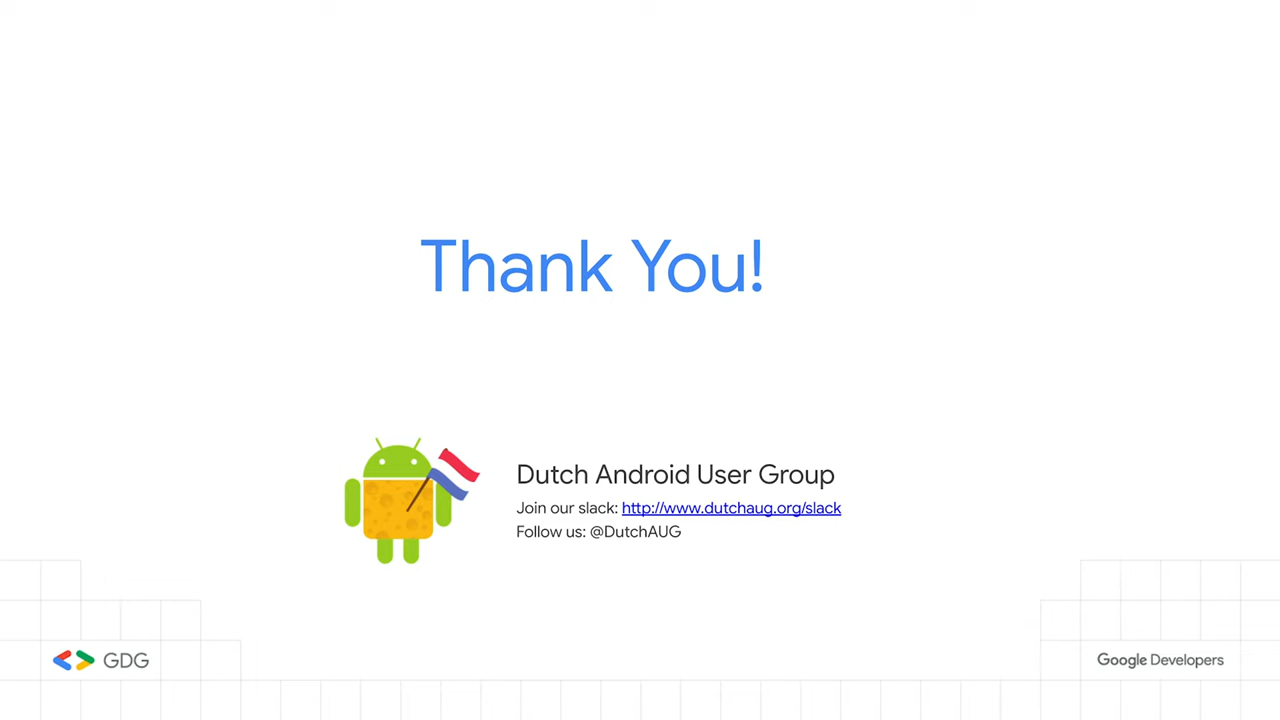 Thank You!
Dutch Android User Group
Join our slack: http://www.dutchaug.org/slack
Follow us: @DutchAUG
GDG
Google Developers